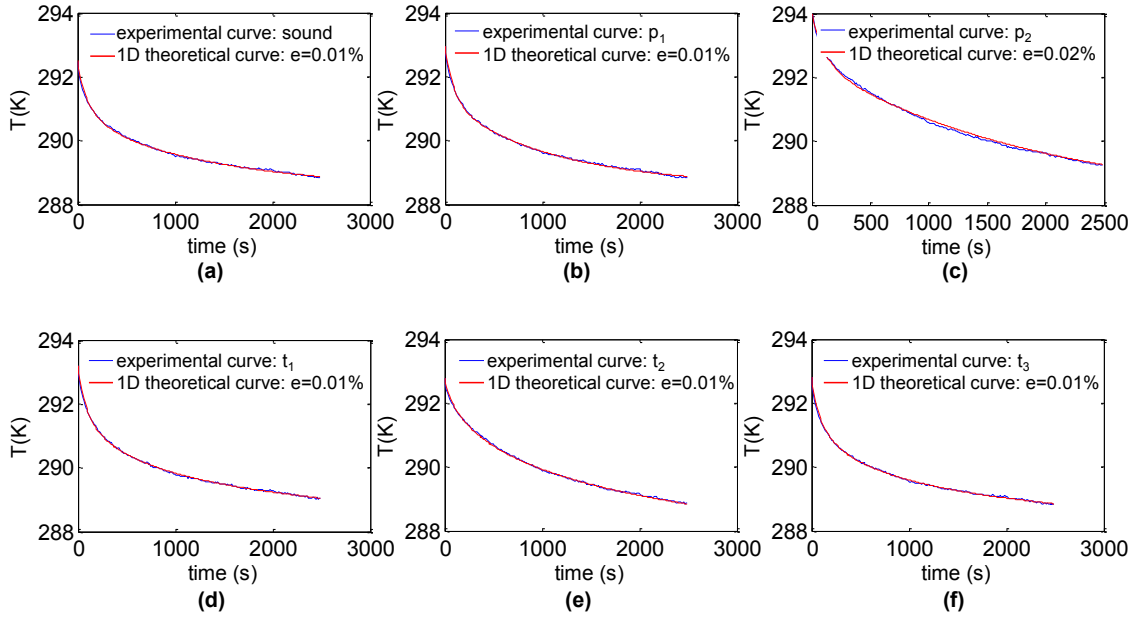 294
292
290
288
T(K)
experimental curve: sound
1D theoretical curve: e=0.01%
0 1000 2000 3000
time (s)
(a)
294
292
290
288
T(K)
experimental curve: p1
1D theoretical curve: e=0.01%
0 1000 2000 3000
time (s)
(b)
294
292
290
288
T(K)
experimental curve: p2
1D theoretical curve: e=0.02%
0 500 1000 1500 2000 2500
time (s)
(c)
294
292
290
288
T(K)
experimental curve: t1
1D theoretical curve: e=0.01%
0 1000 2000 3000
time (s)
(d)
294
292
290
288
T(K)
experimental curve: t2
1D theoretical curve: e=0.01%
0 1000 2000 3000
time (s)
(e)
294
292
290
288
T(K)
experimental curve: t3
1D theoretical curve: e=0.01%
0 1000 2000 3000
time (s)
(f)